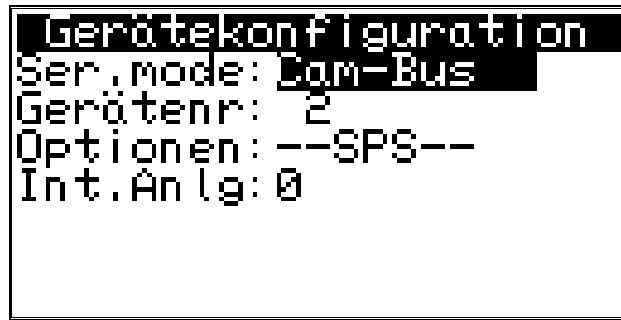 Gerätekonfiguration
Ser.mode: Cam-Bus
Gerätenr: 2
Optionen:--SPS--
Int.Anlg:0